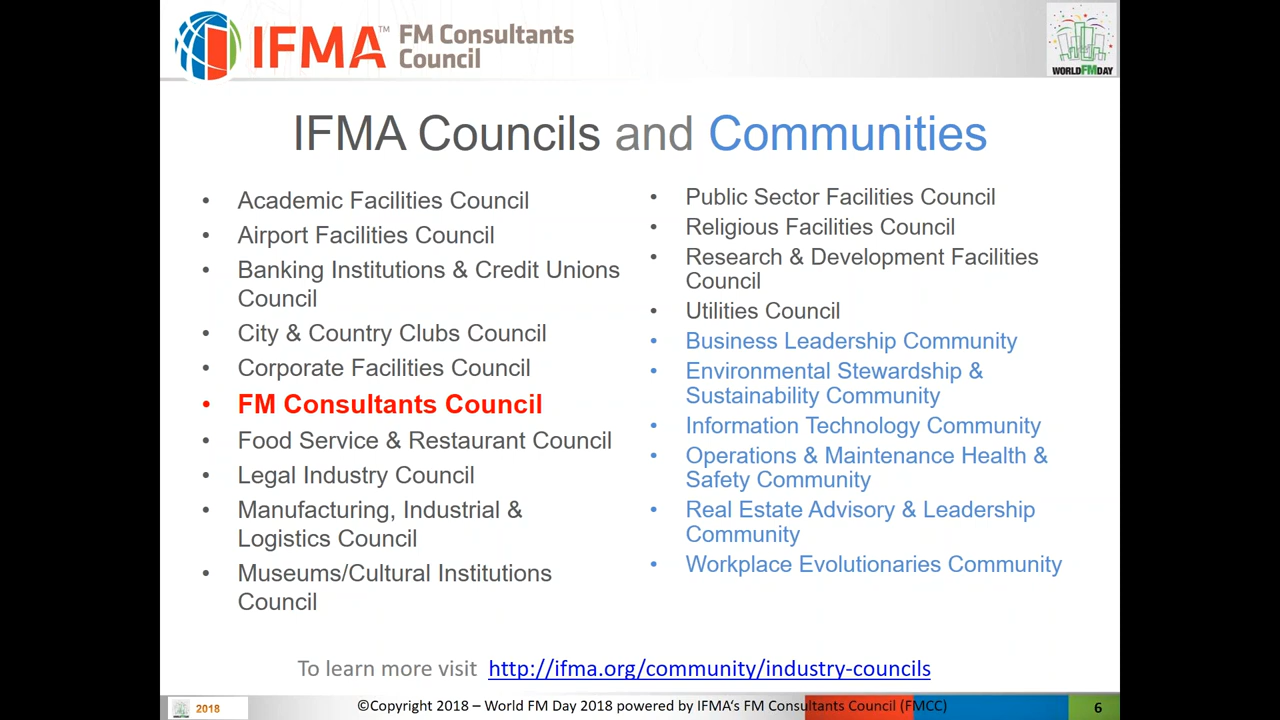 IFMA™ FM Consultants
Council
WORLDFMDAY
IFMA Councils and Communities
• Academic Facilities Council
• Airport Facilities Council
• Banking Institutions & Credit Unions
Council
• City & Country Clubs Council
• Corporate Facilities Council
• FM Consultants Council
• Food Service & Restaurant Council
• Legal Industry Council
• Manufacturing, Industrial &
Logistics Council
• Museums/Cultural Institutions
Council
• Public Sector Facilities Council
• Religious Facilities Council
• Research & Development Facilities
Council
• Utilities Council
• Business Leadership Community
• Environmental Stewardship &
Sustainability Community
• Information Technology Community
• Operations & Maintenance Health &
Safety Community
• Real Estate Advisory & Leadership
Community
• Workplace Evolutionaries Community
To learn more visit http://ifma.org/community/industry-councils
2018
©Copyright 2018 – World FM Day 2018 powered by IFMA‘s FM Consultants Council (FMCC)
6